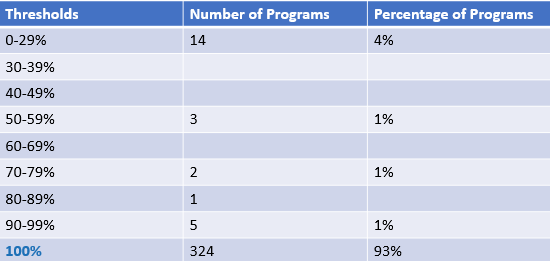 Thresholds Number of Programs Percentage of Programs
0-29% 14 4%
30-39%
40-49%
50-59% 3 1%
60-69%
70-79% 2 1%
80-89% 1
90-99% 5 1%
100% 324 93%